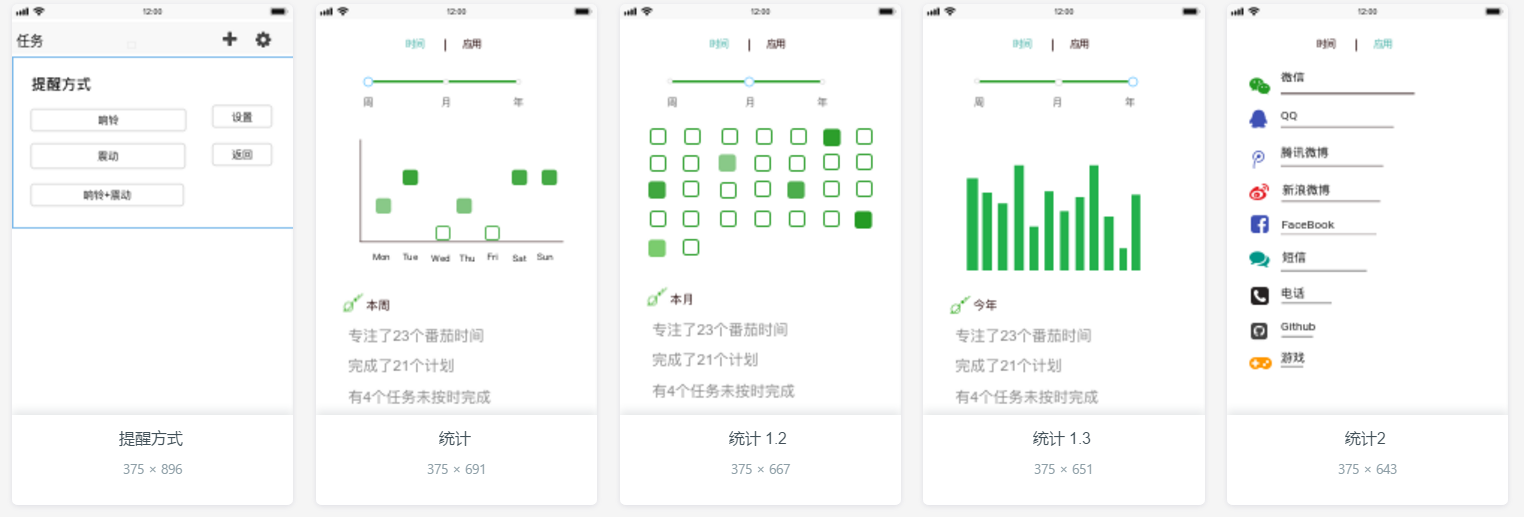 12:00
任务
提醒方式
响铃
设置
震动
返回
响铃+震动
提醒方式
375 × 896
12:00
时间 | 应用
周 月 年
Mon Tue Wed Thu Fri Sat Sun
本周
专注了23个番茄时间
完成了21个计划
有4个任务未按时完成
统计
375 × 691
12:00
时间 | 应用
周 月 年
本月
专注了23个番茄时间
完成了21个计划
有4个任务未按时完成
统计 1.2
375 × 667
12:00
时间 | 应用
周 月 年
今年
专注了23个番茄时间
完成了21个计划
有4个任务未按时完成
统计 1.3
375 × 651
12:00
时间 | 应用
微信
QQ
腾讯微博
新浪微博
FaceBook
短信
电话
Github
游戏
统计2
375 × 643